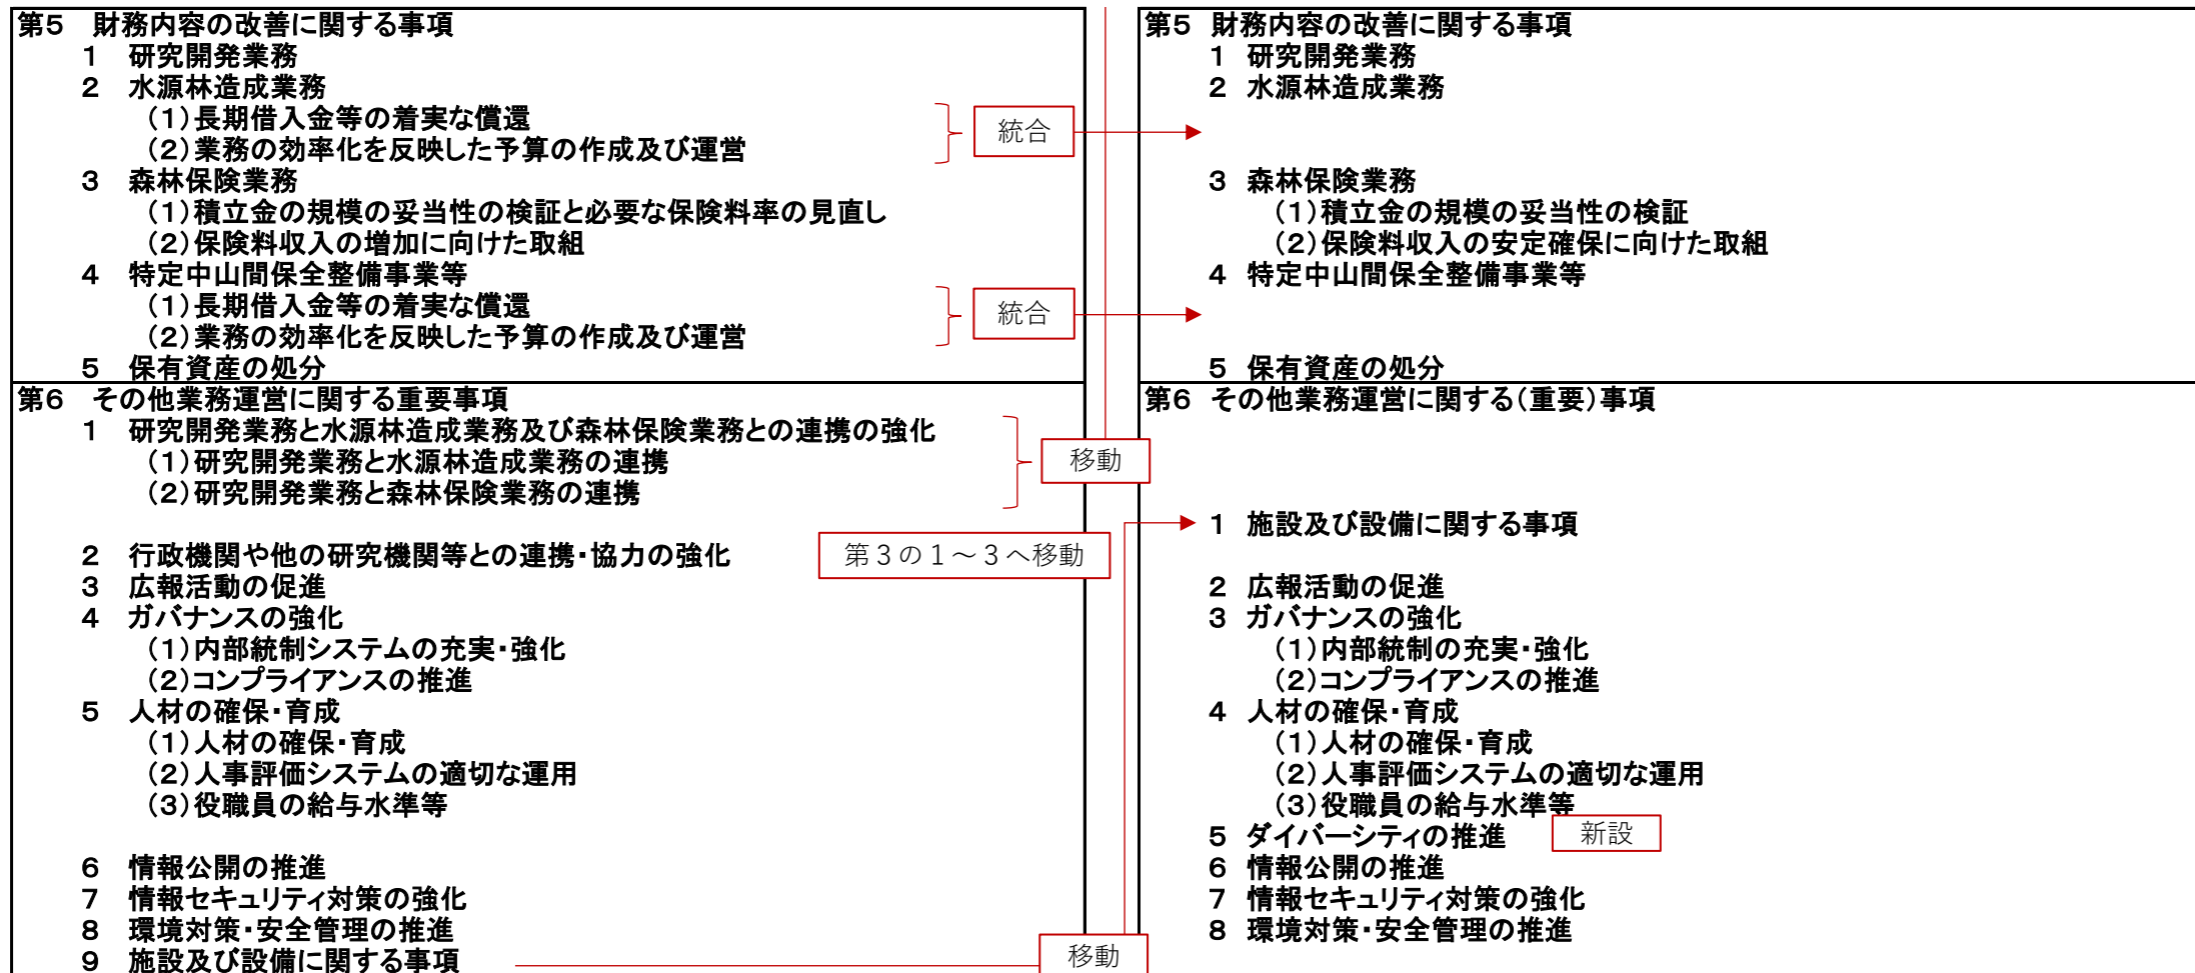 第5　財務内容の改善に関する事項
1　研究開発業務
2　水源林造成業務
（1）長期借入金等の着実な償還
（2）業務の効率化を反映した予算の作成及び運営
統合
3　森林保険業務
（1）積立金の規模の妥当性の検証と必要な保険料率の見直し
（2）保険料収入の増加に向けた取組
4　特定中山間保全整備事業等
（1）長期借入金等の着実な償還
（2）業務の効率化を反映した予算の作成及び運営
統合
5　保有資産の処分
第6　その他業務運営に関する重要事項
1　研究開発業務と水源林造成業務及び森林保険業務との連携の強化
（1）研究開発業務と水源林造成業務の連携
（2）研究開発業務と森林保険業務の連携
移動
2　行政機関や他の研究機関等との連携・協力の強化
第３の１～３へ移動
3　広報活動の促進
4　ガバナンスの強化
（1）内部統制システムの充実・強化
（2）コンプライアンスの推進
5　人材の確保・育成
（1）人材の確保・育成
（2）人事評価システムの適切な運用
（3）役職員の給与水準等
6　情報公開の推進
7　情報セキュリティ対策の強化
8　環境対策・安全管理の推進
9　施設及び設備に関する事項
移動
第5　財務内容の改善に関する事項
1　研究開発業務
2　水源林造成業務
3　森林保険業務
（1）積立金の規模の妥当性の検証
（2）保険料収入の安定確保に向けた取組
4　特定中山間保全整備事業等
5　保有資産の処分
第6　その他業務運営に関する（重要）事項
1　施設及び設備に関する事項
2　広報活動の促進
3　ガバナンスの強化
（1）内部統制の充実・強化
（2）コンプライアンスの推進
4　人材の確保・育成
（1）人材の確保・育成
（2）人事評価システムの適切な運用
（3）役職員の給与水準等
5　ダイバーシティの推進
新設
6　情報公開の推進
7　情報セキュリティ対策の強化
8　環境対策・安全管理の推進